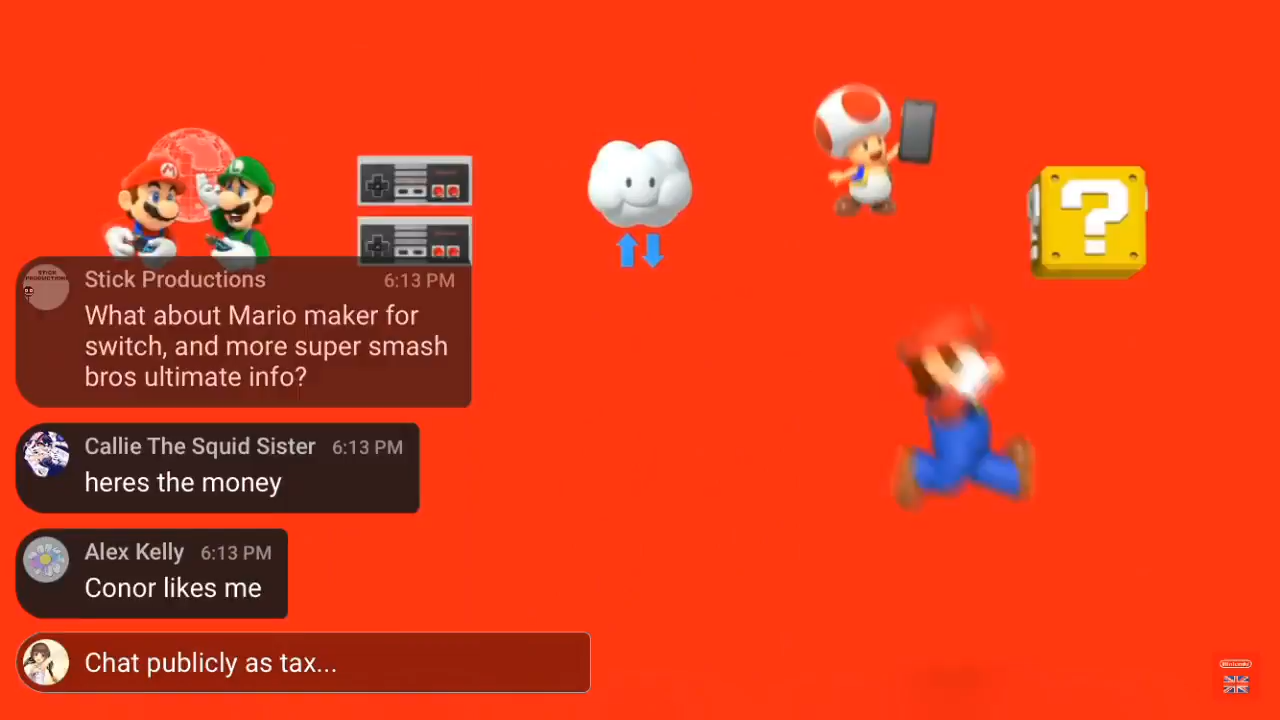 M
L
?
Stick Productions 6:13 PM
What about Mario maker for
switch, and more super smash
bros ultimate info?
Callie The Squid Sister 6:13 PM
heres the money
Alex Kelly 6:13 PM
Conor likes me
Chat publicly as tax...
Nintendo